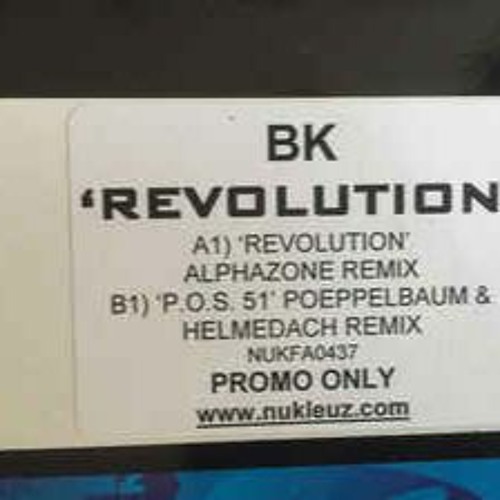 BK
‘REVOLUTION
A1) ‘REVOLUTION’
ALPHAZONE REMIX
B1) ‘P.O.S. 51’ POEPPELBAUM &
HELMEDACH REMIX
NUKFA0437
PROMO ONLY
www.nukleuz.com